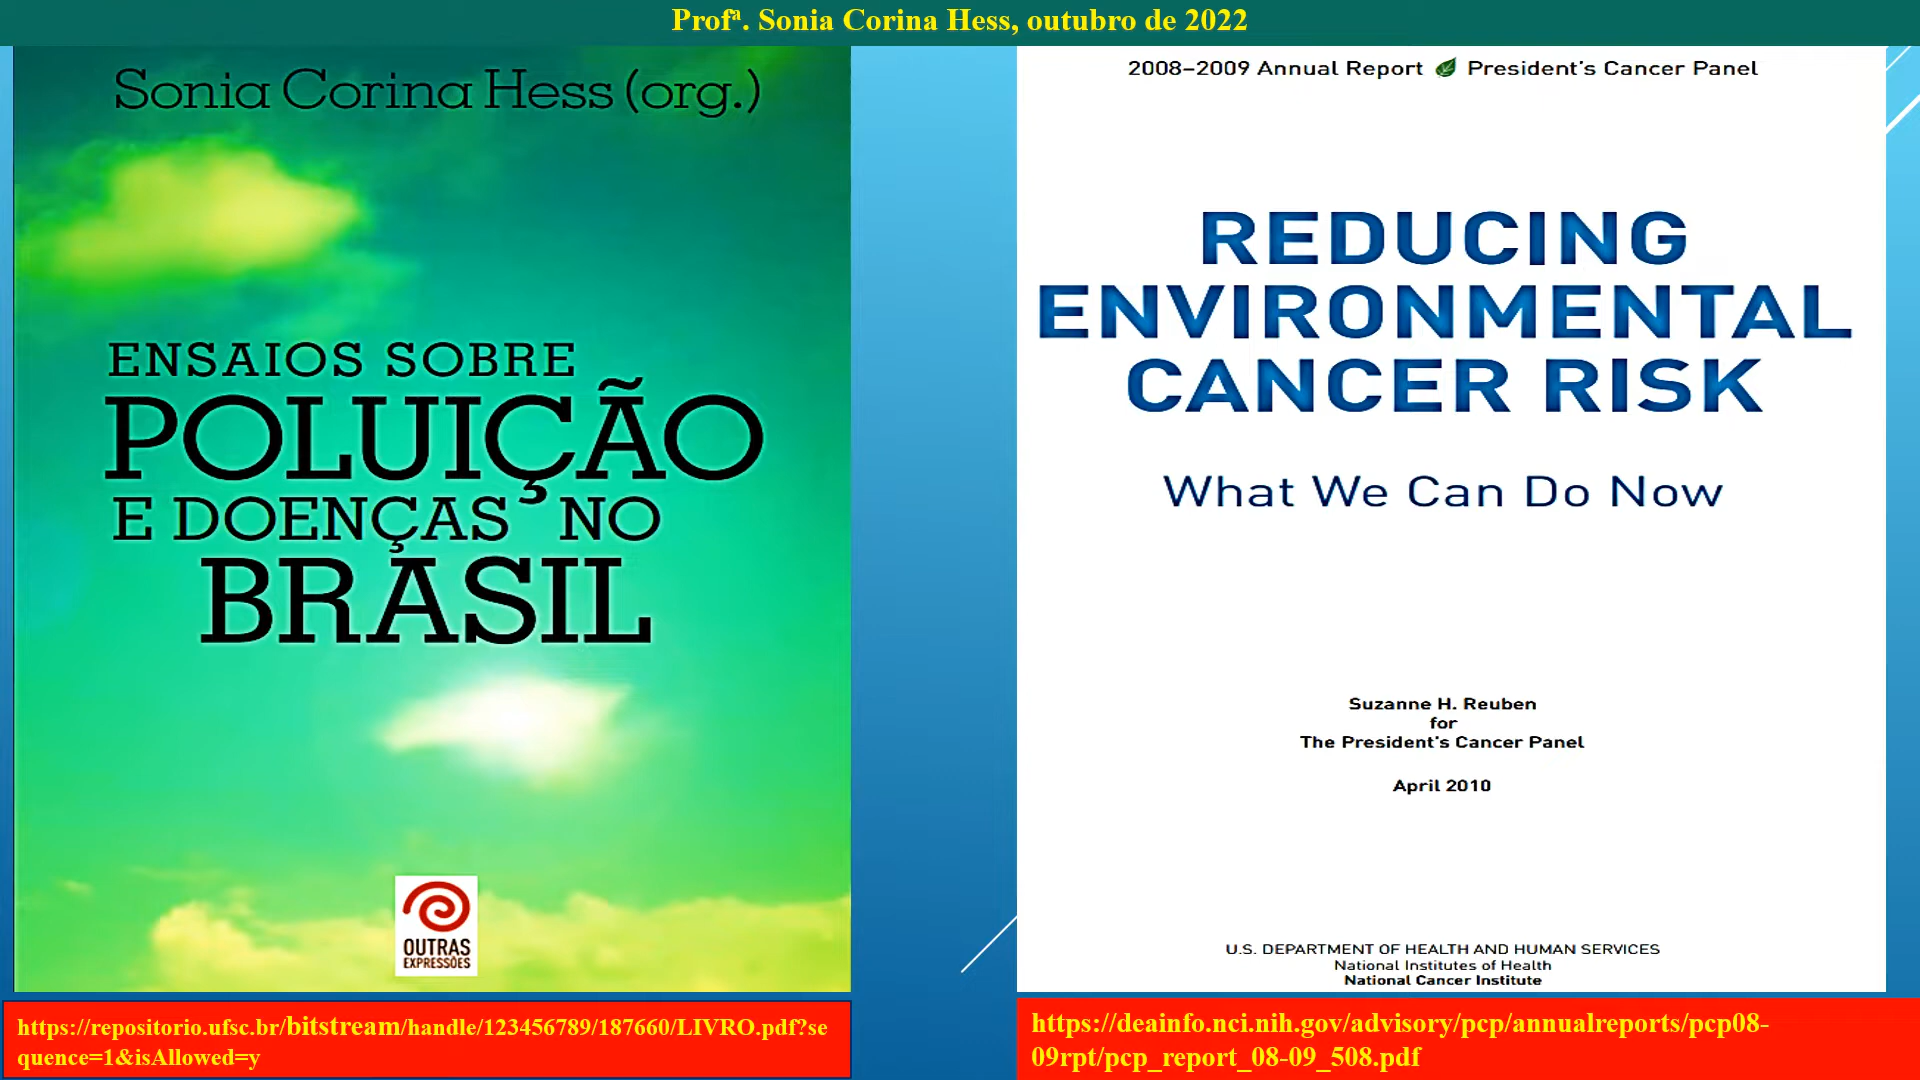 Profª. Sonia Corina Hess, outubro de 2022
Sonia Corina Hess (org.)
ENSAIOS SOBRE
POLUIÇÃO
E DOENÇAS NO
BRASIL
OUTRAS
EXPRESSÕES
https://repositorio.ufsc.br/bitstream/handle/123456789/187660/LIVRO.pdf?se
quence=1&isAllowed=y
2008–2009 Annual Report President's Cancer Panel
REDUCING
ENVIRONMENTAL
CANCER RISK
What We Can Do Now
Suzanne H. Reuben
for
The President's Cancer Panel
April 2010
U.S. DEPARTMENT OF HEALTH AND HUMAN SERVICES
National Institutes of Health
National Cancer Institute
https://deainfo.nci.nih.gov/advisory/pcp/annualreports/pcp08-
09rpt/pcp_report_08-09_508.pdf